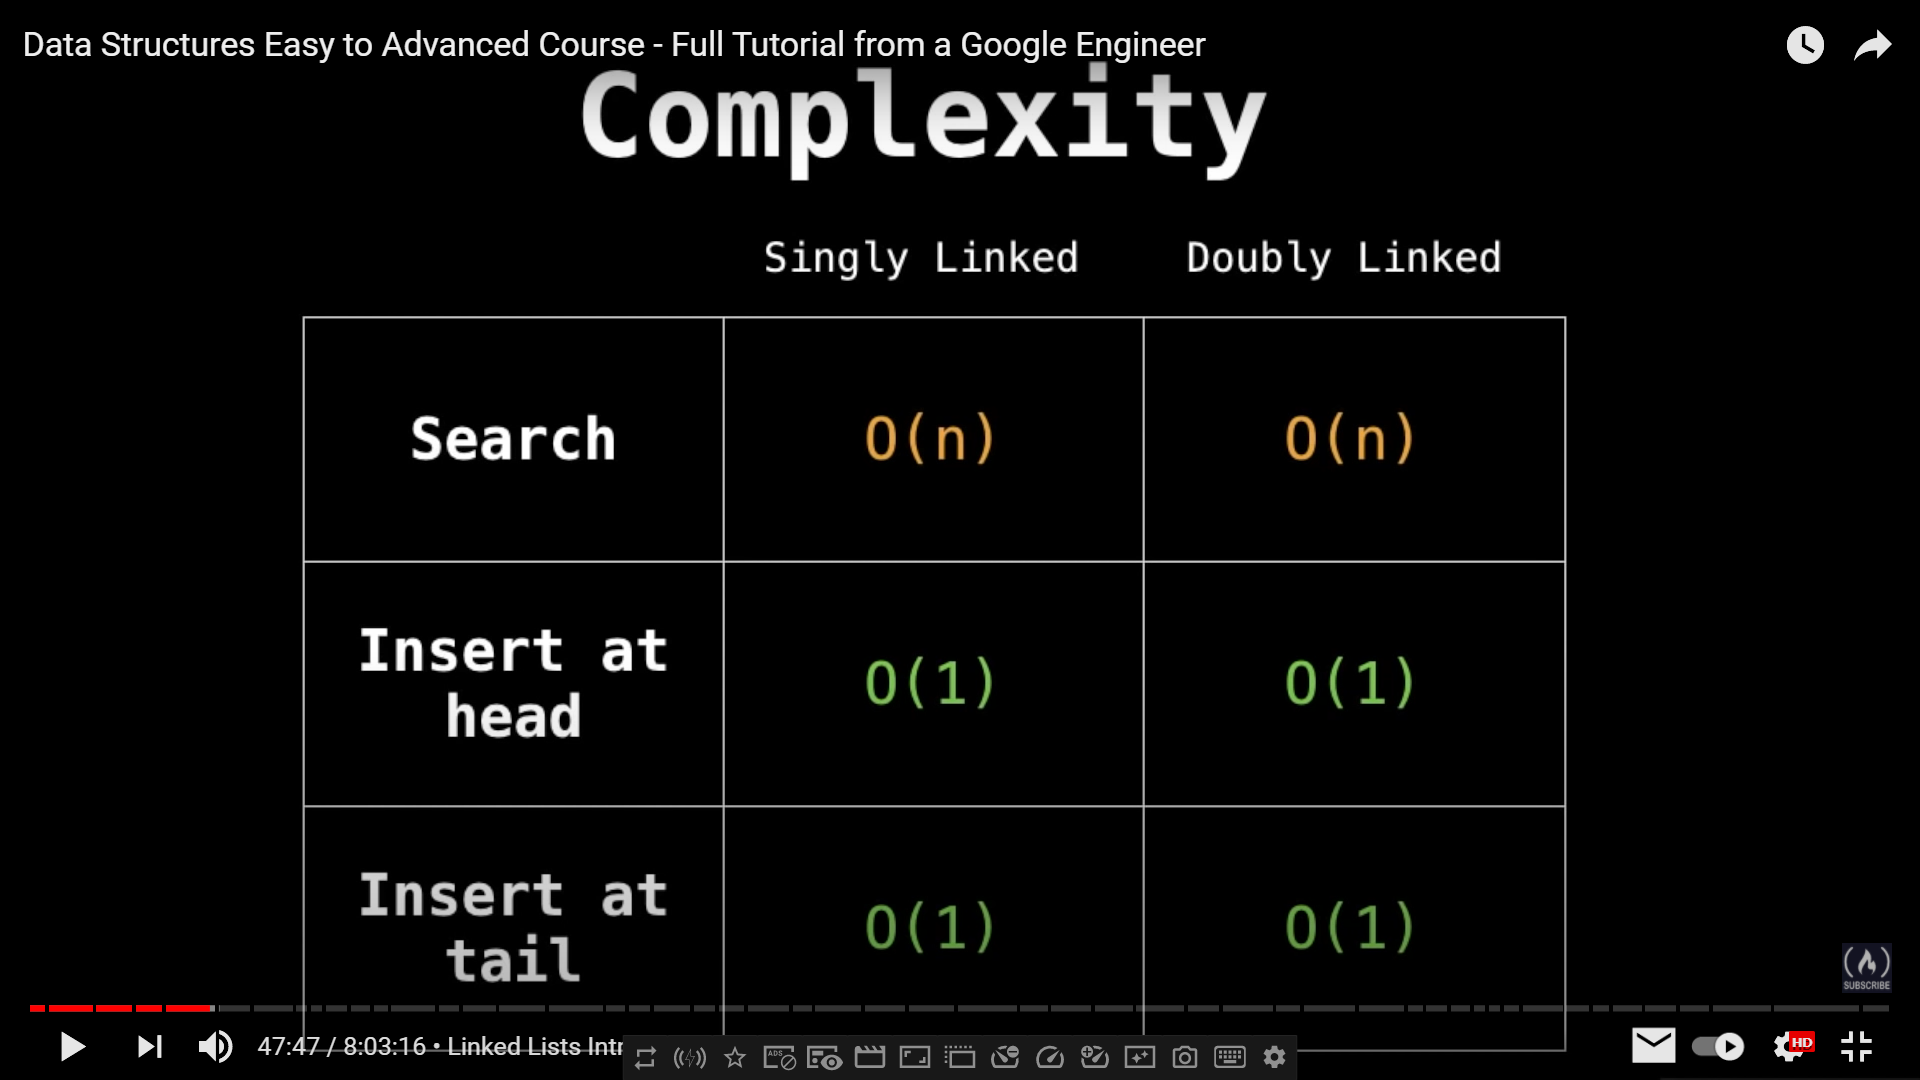 Data Structures Easy to Advanced Course - Full Tutorial from a Google Engineer
Complexity
Singly Linked Doubly Linked
Search O(n) O(n)
Insert at
head O(1) O(1)
Insert at
tail O(1) O(1)
SUBSCRIBE
47:47 / 8:03:16 • Linked Lists Intr
ADS
HD